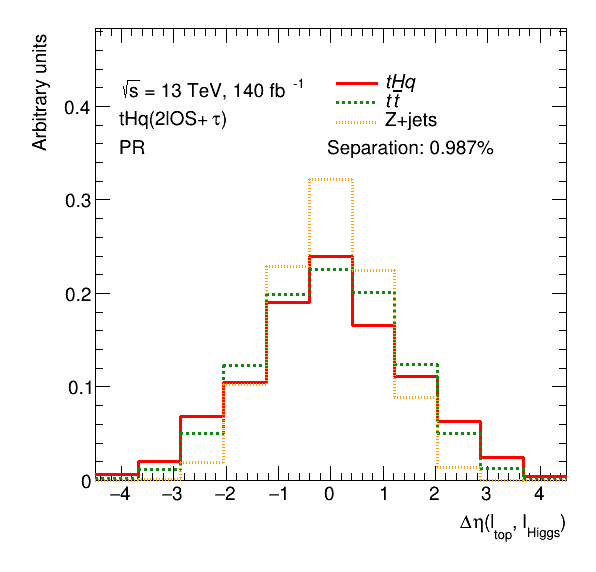 Arbitrary units
√s = 13 TeV, 140 fb⁻¹
tHq(2lOS+ τ)
PR
tHq
tt̅
Z+jets
Separation: 0.987%
0.4
0.3
0.2
0.1
0
−4 −3 −2 −1 0 1 2 3 4
Δη(l_top, l_Higgs)